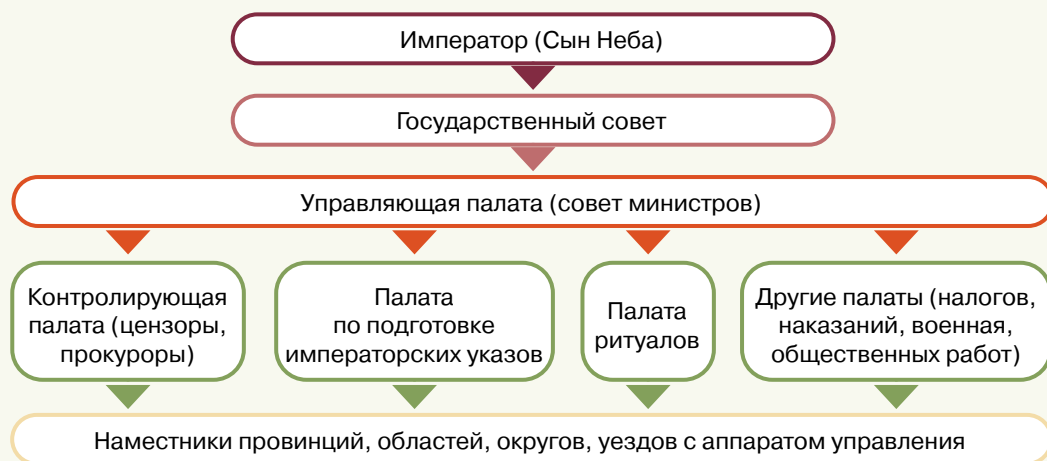 Император (Сын Неба)
Государственный совет
Управляющая палата (совет министров)
Контролирующая
палата (цензоры,
прокуроры)
Палата
по подготовке
императорских указов
Палата
ритуалов
Другие палаты (налогов,
наказаний, военная,
общественных работ)
Наместники провинций, областей, округов, уездов с аппаратом управления